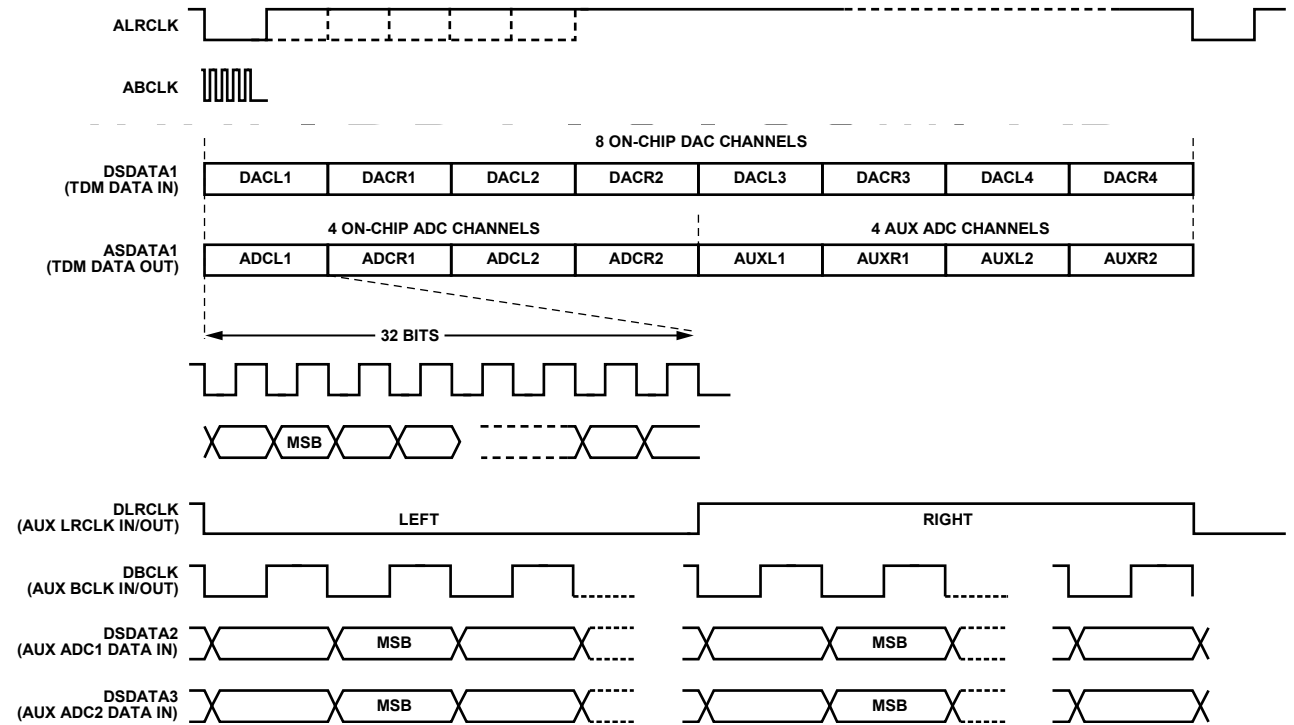 ALRCLK
ABCLK
8 ON-CHIP DAC CHANNELS
DSDATA1
(TDM DATA IN)
DACL1 DACR1 DACL2 DACR2 DACL3 DACR3 DACL4 DACR4
4 ON-CHIP ADC CHANNELS 4 AUX ADC CHANNELS
ASDATA1
(TDM DATA OUT)
ADCL1 ADCR1 ADCL2 ADCR2 AUXL1 AUXR1 AUXL2 AUXR2
32 BITS
MSB
DLRCLK
(AUX LRCLK IN/OUT)
LEFT RIGHT
DBCLK
(AUX BCLK IN/OUT)
DSDATA2
(AUX ADC1 DATA IN)
MSB MSB
DSDATA3
(AUX ADC2 DATA IN)
MSB MSB